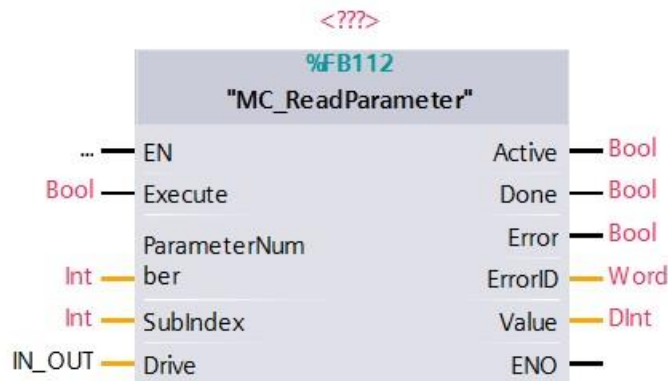 <???>
%FB112
"MC_ReadParameter"
... EN Active Bool
Bool Execute Done Bool
Error Bool
ParameterNum
Int ber ErrorID Word
Int SubIndex Value DInt
IN_OUT Drive ENO